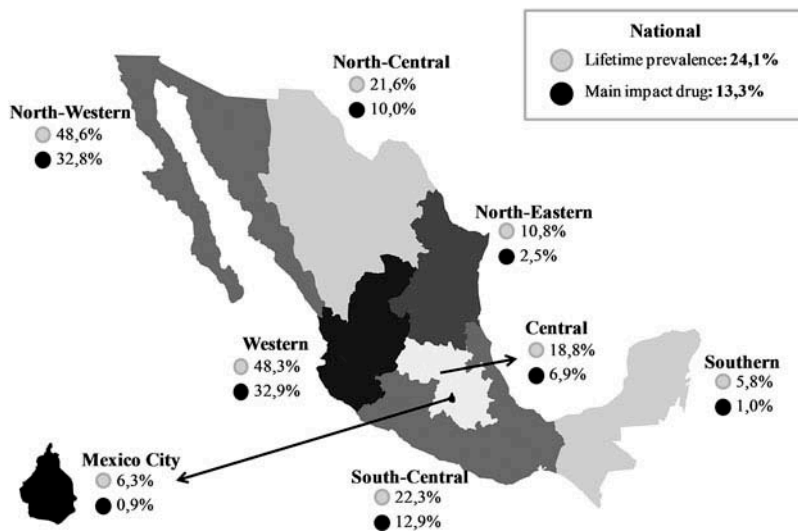 National
Lifetime prevalence: 24,1%
Main impact drug: 13,3%
North-Central
21,6%
10,0%
North-Western
48,6%
32,8%
North-Eastern
10,8%
2,5%
Western
48,3%
32,9%
Central
18,8%
6,9%
Southern
5,8%
1,0%
Mexico City
6,3%
0,9%
South-Central
22,3%
12,9%